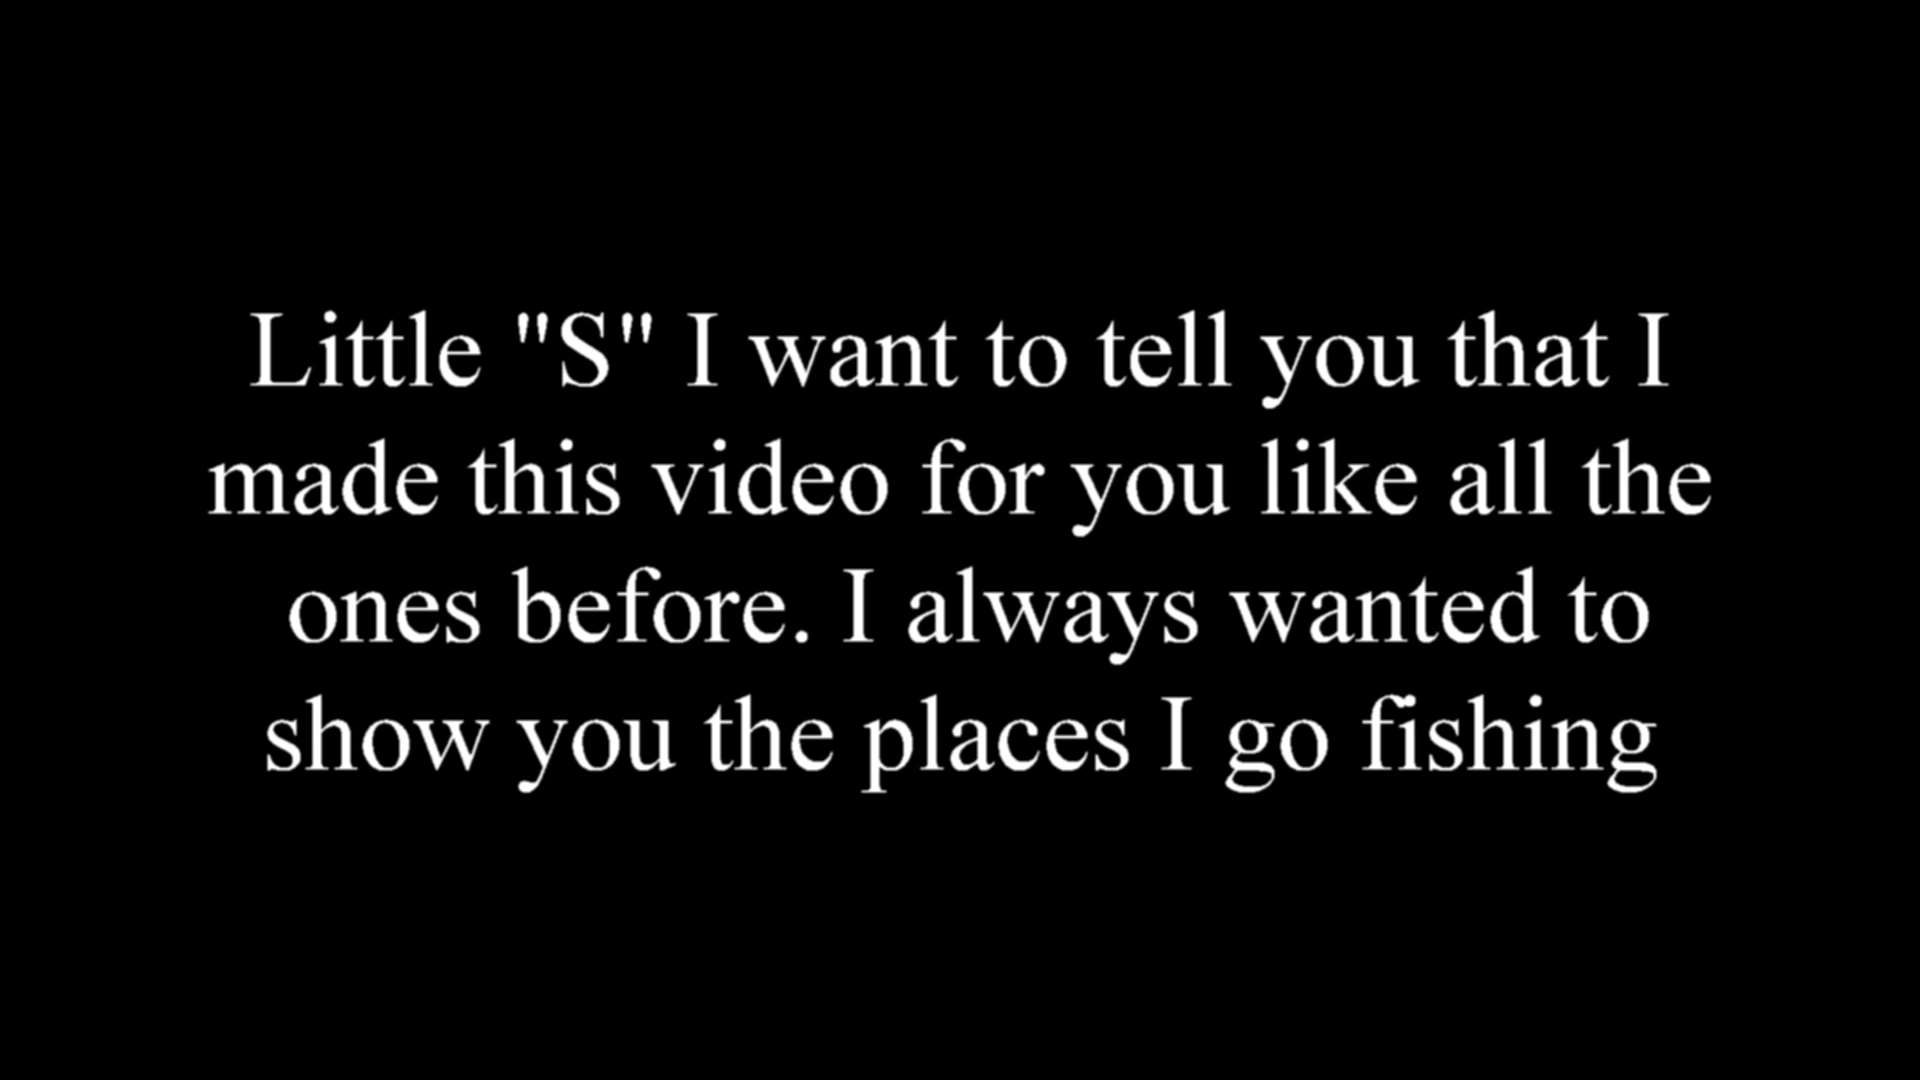 Little "S" I want to tell you that I
made this video for you like all the
ones before. I always wanted to
show you the places I go fishing